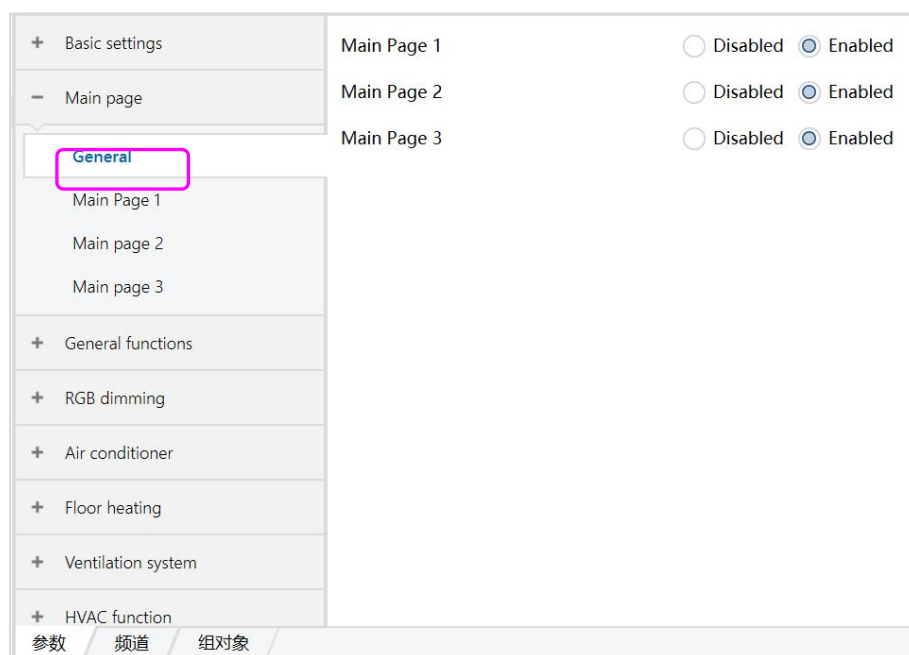 + Basic settings
− Main page
General
Main Page 1
Main page 2
Main page 3
+ General functions
+ RGB dimming
+ Air conditioner
+ Floor heating
+ Ventilation system
+ HVAC function
Main Page 1 Disabled Enabled
Main Page 2 Disabled Enabled
Main Page 3 Disabled Enabled
参数 频道 组对象